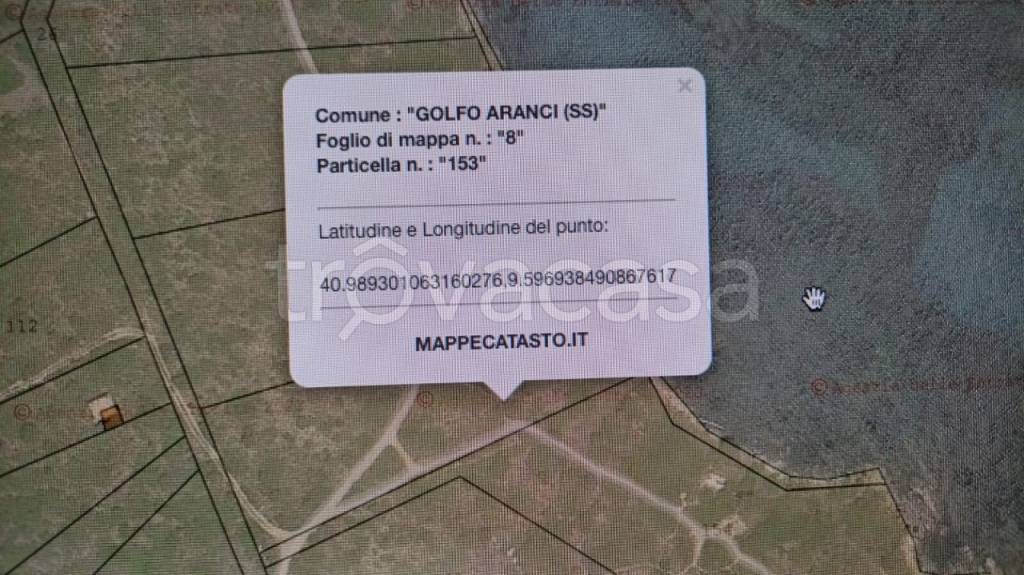 26
Comune : "GOLFO ARANCI (SS)"
Foglio di mappa n. : "8"
Particella n. : "153"
Latitudine e Longitudine del punto:
40.989301063160276,9.596938490867617
trovacasa
112
MAPPECATASTO.IT